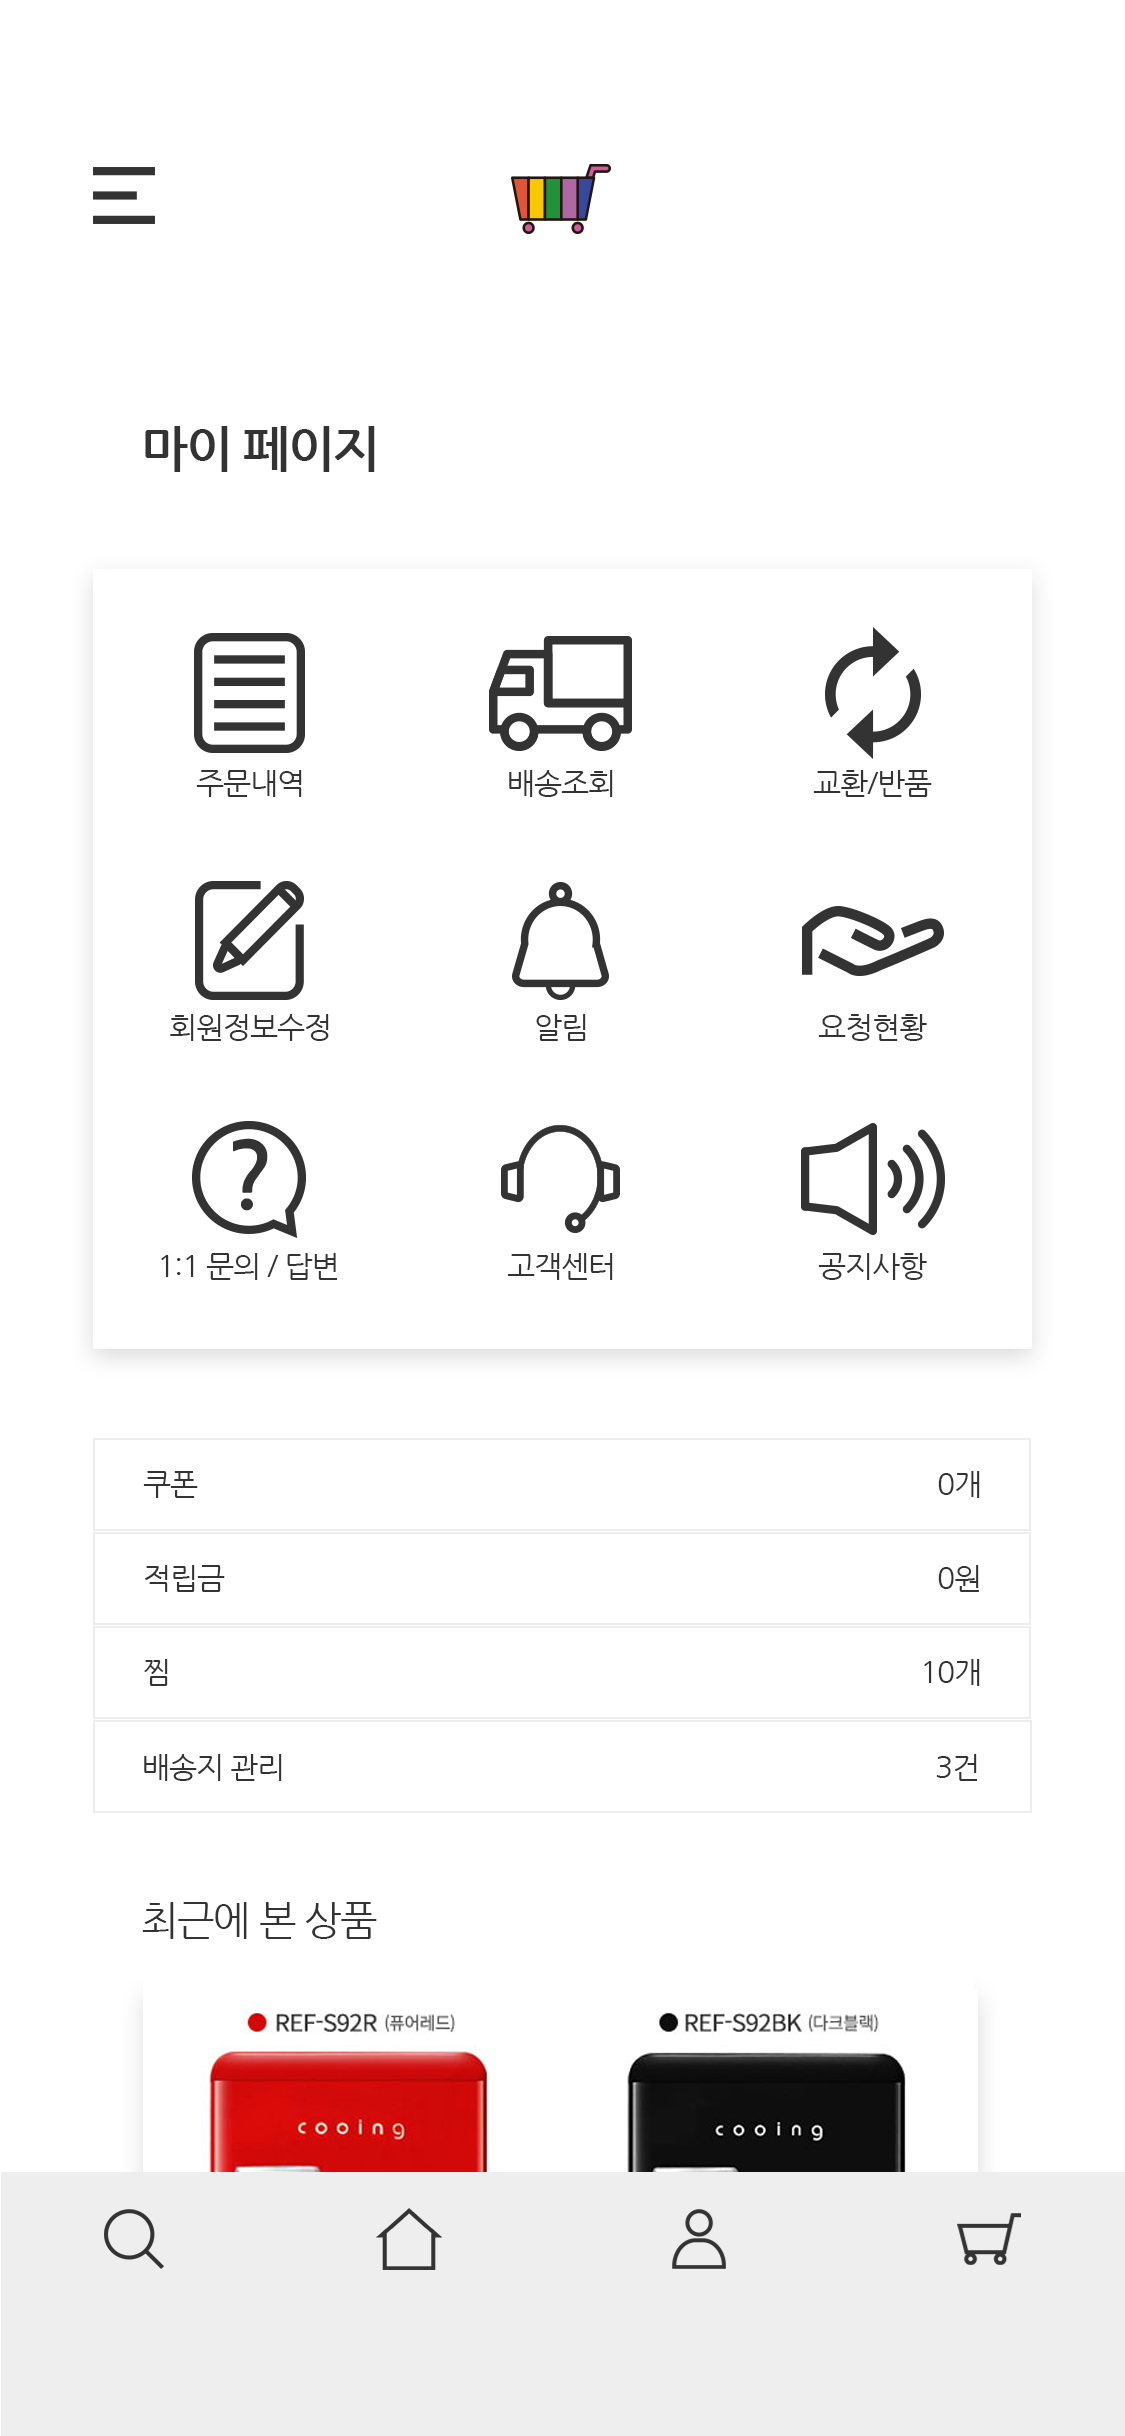 마이 페이지
주문내역 배송조회 교환/반품
회원정보수정 알림 요청현황
?
1:1 문의 / 답변 고객센터 공지사항
쿠폰 0개
적립금 0원
찜 10개
배송지 관리 3건
최근에 본 상품
REF-S92R (퓨어레드) REF-S92BK (다크블랙)
cooing cooing